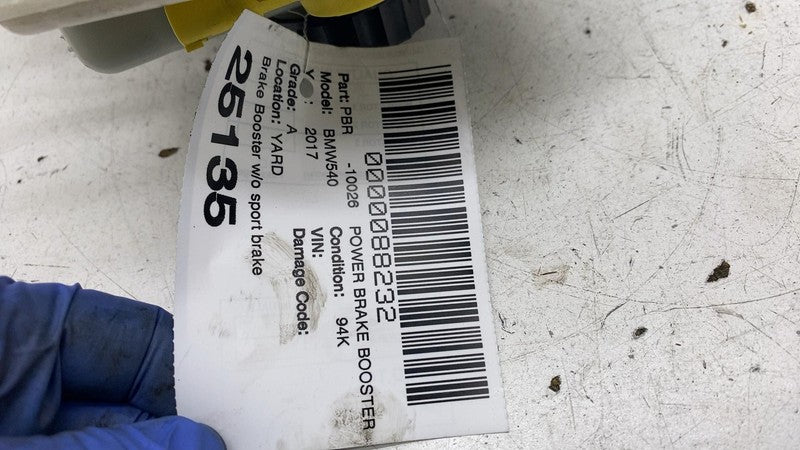 0000088232
Part: PBR -10026 POWER BRAKE BOOSTER
Model: BMW540 Condition: 94K
Y : 2017 VIN:
Grade: A Damage Code:
Location: YARD
Brake Booster w/o sport brake
25135